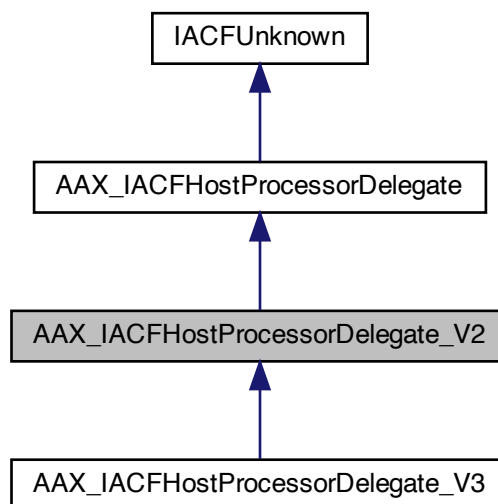 IACFUnknown
AAX_IACFHostProcessorDelegate
AAX_IACFHostProcessorDelegate_V2
AAX_IACFHostProcessorDelegate_V3